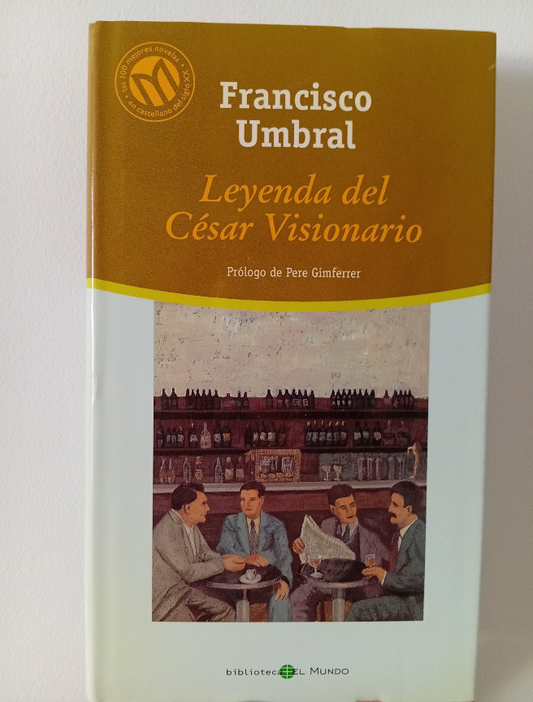 las 100 mejores novelas
en castellano del siglo XX
Francisco
Umbral
Leyenda del
César Visionario
Prólogo de Pere Gimferrer
biblioteca EL MUNDO